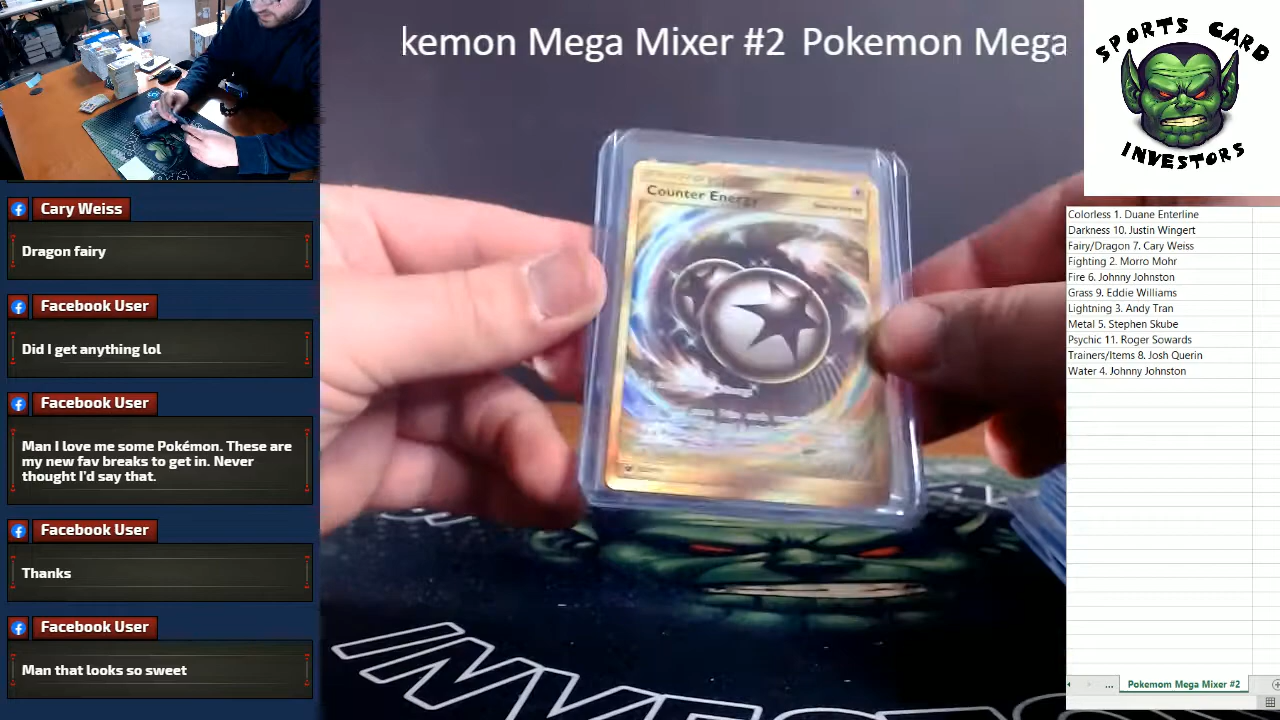 kemon Mega Mixer #2 Pokemon Mega
SPORTS CARD
INVESTORS
Cary Weiss
Dragon fairy
Facebook User
Did I get anything lol
Facebook User
Man I love me some Pokémon. These are
my new fav breaks to get in. Never
thought I'd say that.
Facebook User
Thanks
Facebook User
Man that looks so sweet
Counter Energy
INVES
Colorless 1. Duane Enterline
Darkness 10. Justin Wingert
Fairy/Dragon 7. Cary Weiss
Fighting 2. Morro Mohr
Fire 6. Johnny Johnston
Grass 9. Eddie Williams
Lightning 3. Andy Tran
Metal 5. Stephen Skube
Psychic 11. Roger Sowards
Trainers/Items 8. Josh Querin
Water 4. Johnny Johnston
... Pokemom Mega Mixer #2